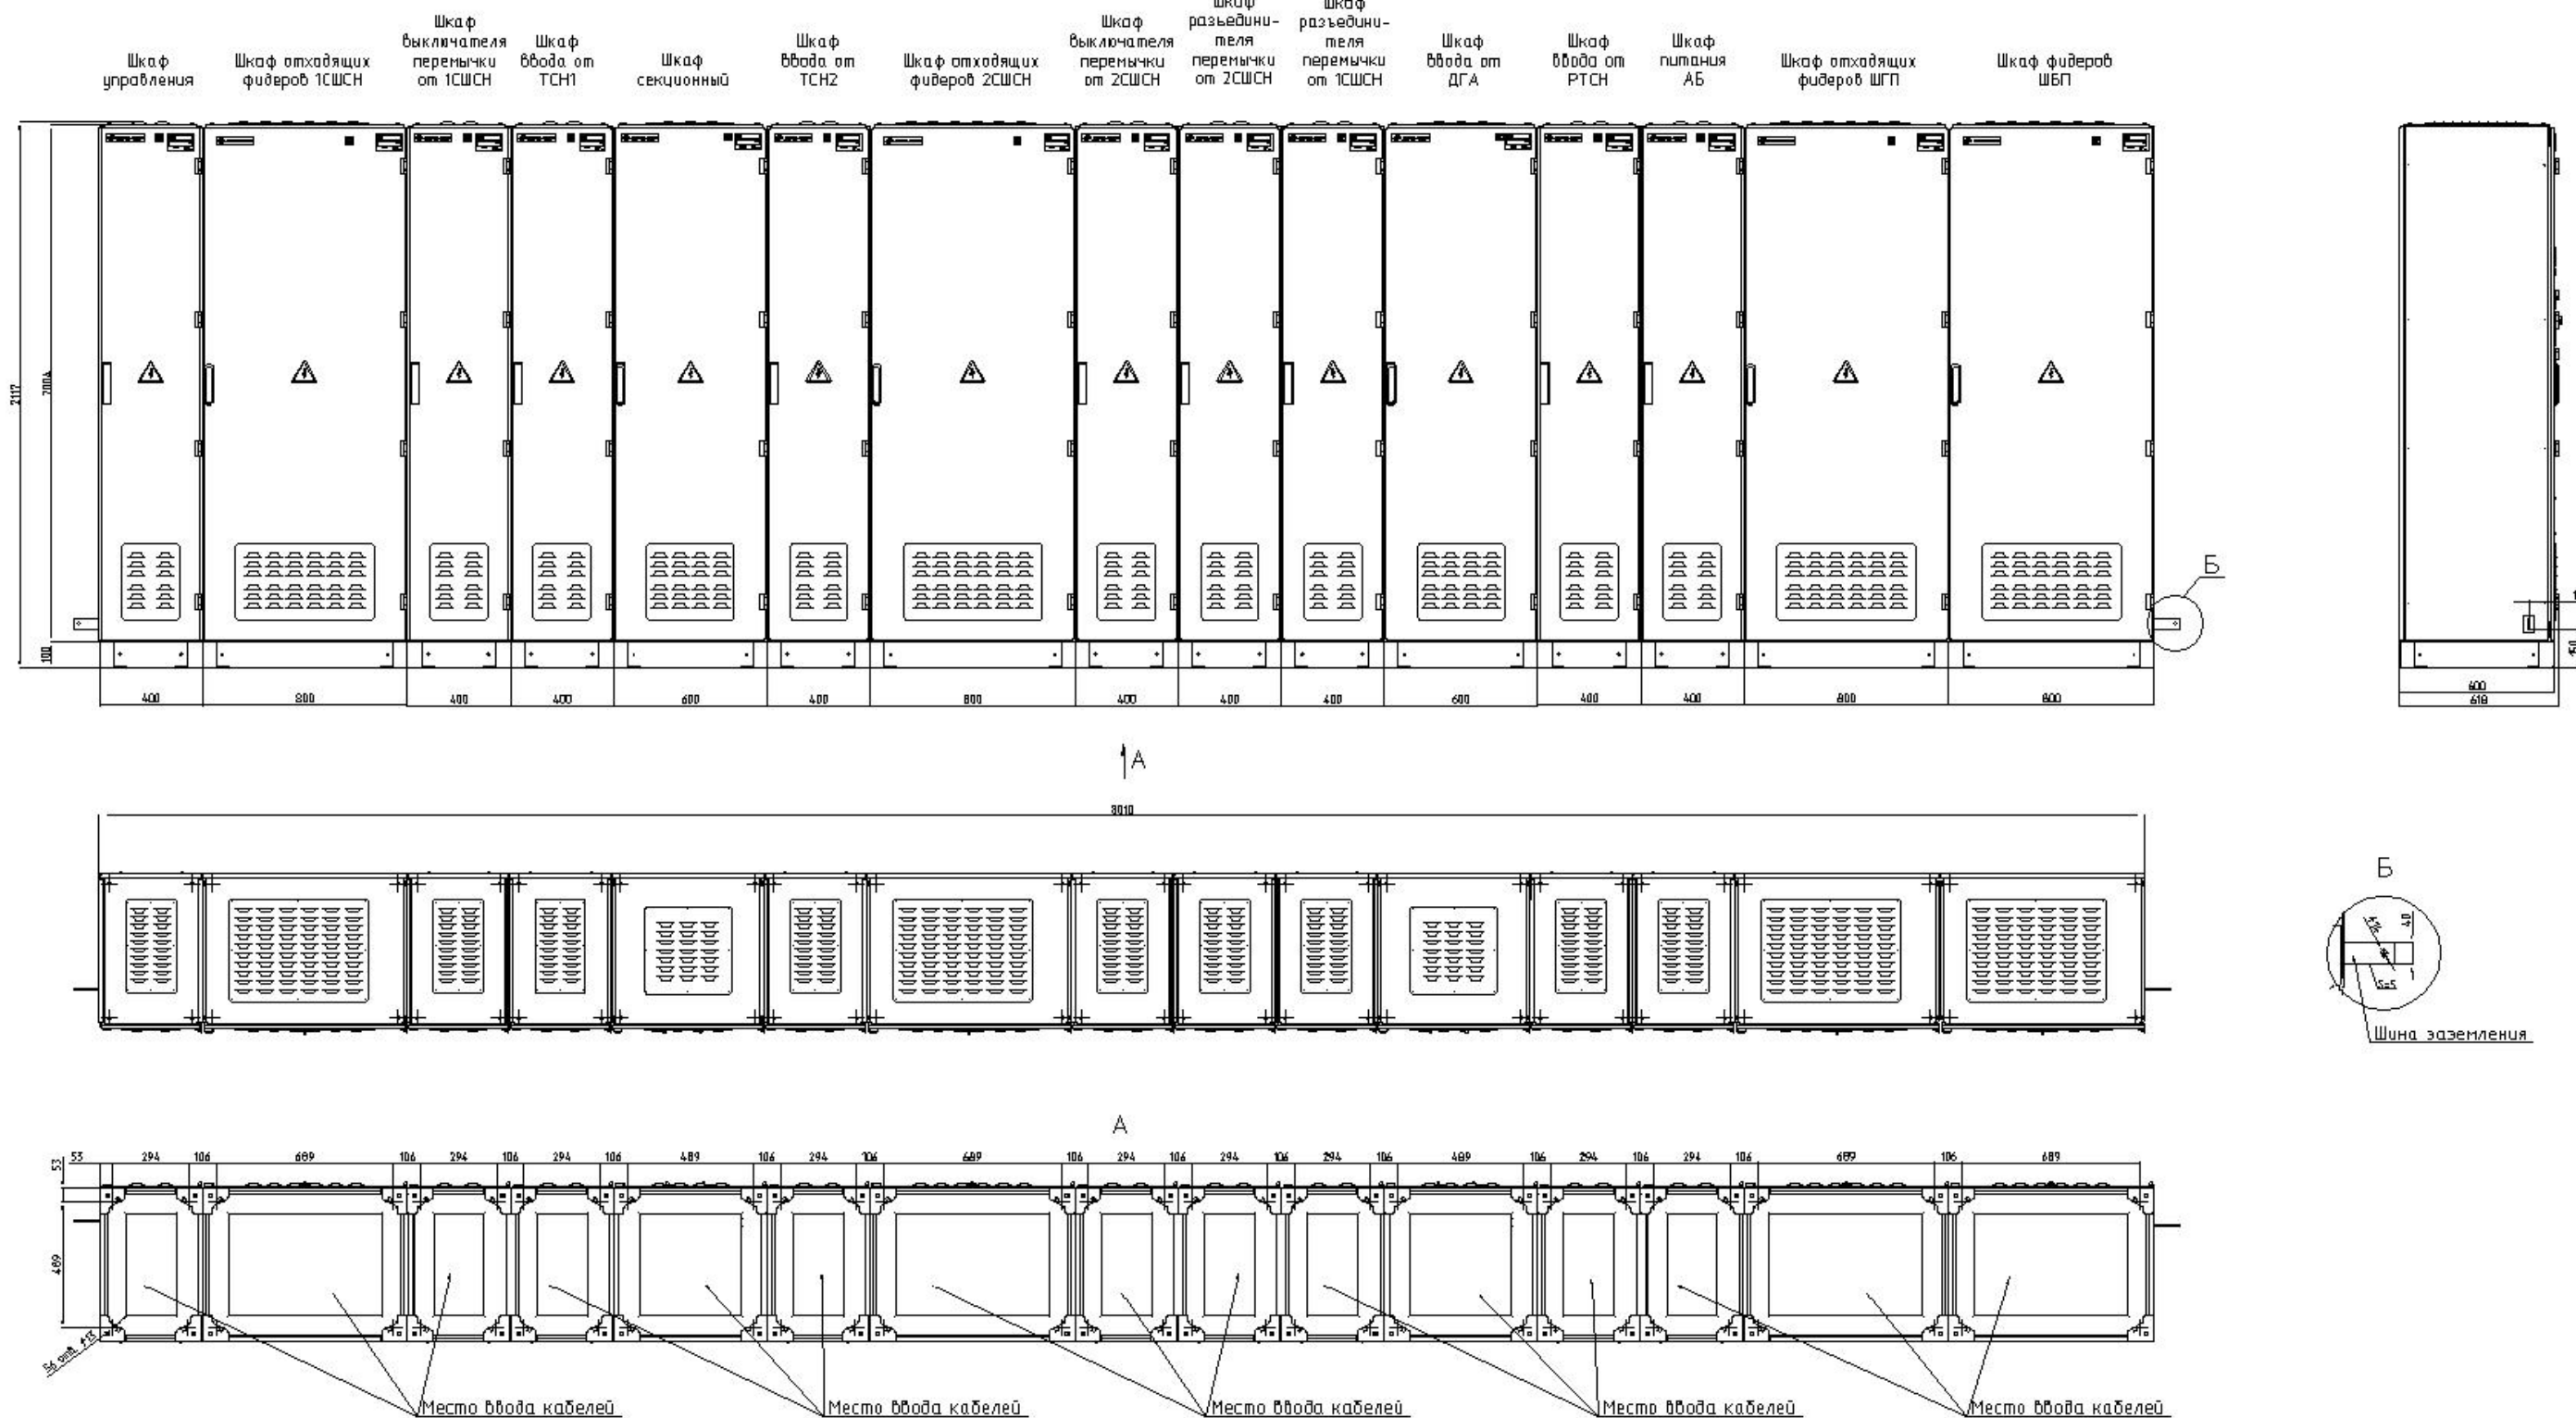 Шкаф
управления
Шкаф отходящих
фидеров 1СШСН
Шкаф
выключателя
перемычки
от 1СШСН
Шкаф
ввода от
ТСН1
Шкаф
секционный
Шкаф
ввода от
ТСН2
Шкаф отходящих
фидеров 2СШСН
Шкаф
выключателя
перемычки
от 2СШСН
Шкаф
разъедини-
теля
перемычки
от 2СШСН
Шкаф
разъедини-
теля
перемычки
от 1СШСН
Шкаф
ввода от
ДГА
Шкаф
ввода от
РТСН
Шкаф
питания
АБ
Шкаф отходящих
фидеров ШГП
Шкаф фидеров
ШБП
2117
100
Б
400 800 400 400 600 400 800 400 400 400 600 400 400 800 800
600
618
А
8010
Б
40
S=5
Шина заземления
А
53
53 294 106 689 106 294 106 294 106 489 106 294 106 689 106 294 106 294 106 294 106 489 106 294 106 294 106 689 106 689
489
56 отв.
Место ввода кабелей
Место ввода кабелей
Место ввода кабелей
Место ввода кабелей
Место ввода кабелей